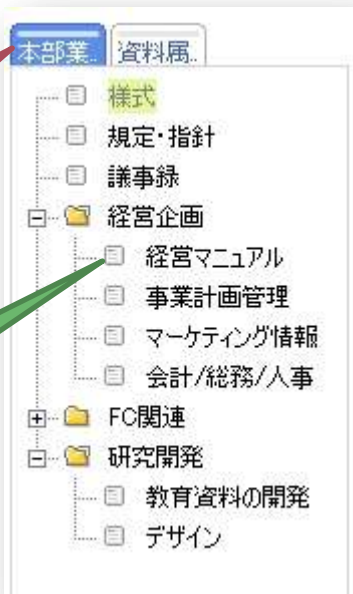 本部業..
資料属..
様式
規定・指針
議事録
経営企画
経営マニュアル
事業計画管理
マーケティング情報
会計/総務/人事
FC関連
研究開発
教育資料の開発
デザイン